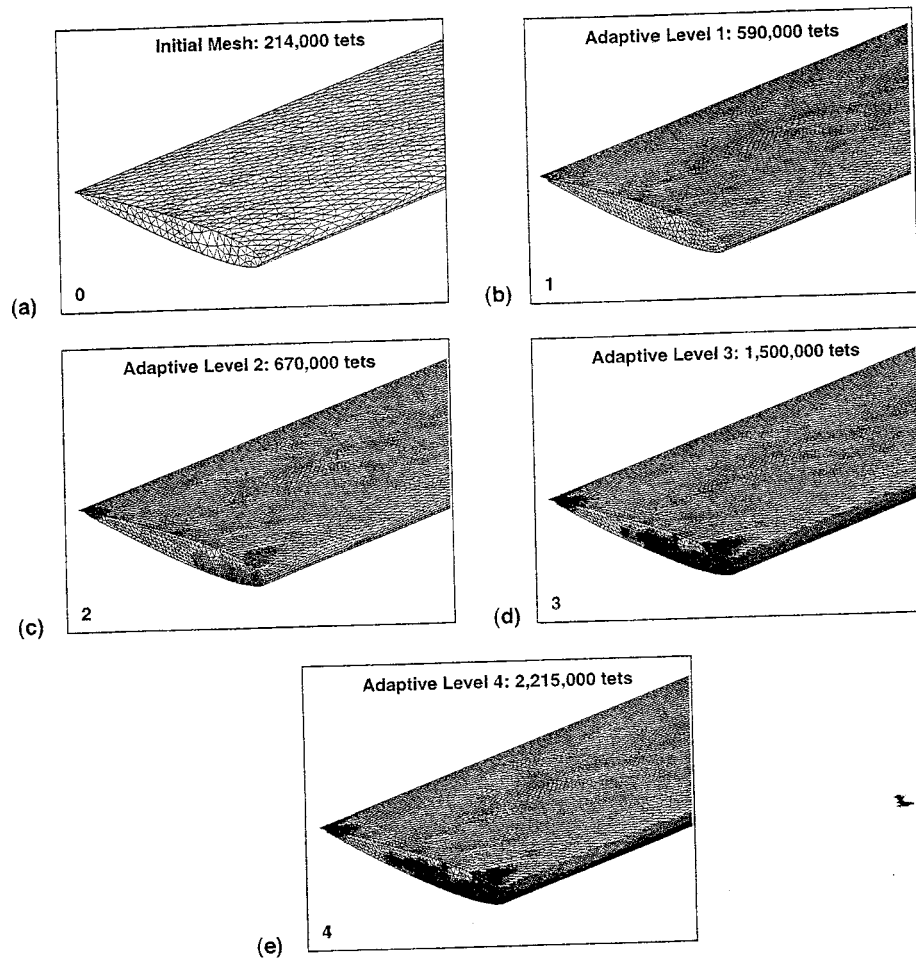 Initial Mesh: 214,000 tets
0
(a)
Adaptive Level 1: 590,000 tets
1
(b)
Adaptive Level 2: 670,000 tets
2
(c)
Adaptive Level 3: 1,500,000 tets
3
(d)
Adaptive Level 4: 2,215,000 tets
4
(e)